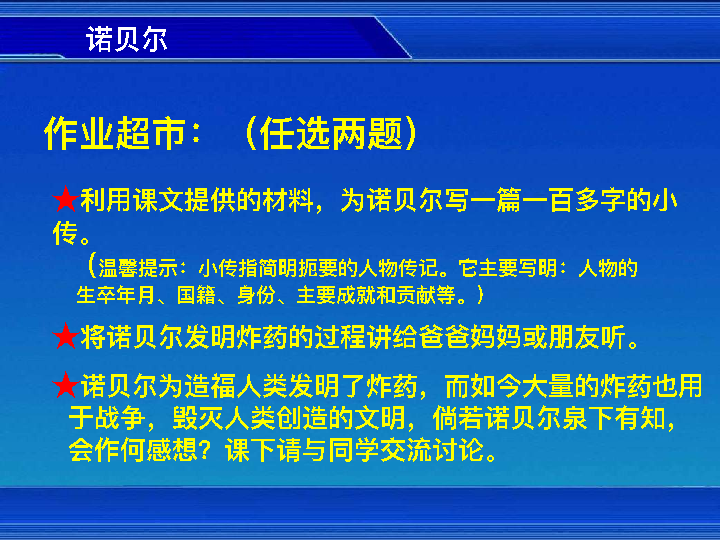 诺贝尔
作业超市：（任选两题）
★利用课文提供的材料，为诺贝尔写一篇一百多字的小
传。
（温馨提示：小传指简明扼要的人物传记。它主要写明：人物的
生卒年月、国籍、身份、主要成就和贡献等。）
★将诺贝尔发明炸药的过程讲给爸爸妈妈或朋友听。
★诺贝尔为造福人类发明了炸药，而如今大量的炸药也用
于战争，毁灭人类创造的文明，倘若诺贝尔泉下有知，
会作何感想？课下请与同学交流讨论。